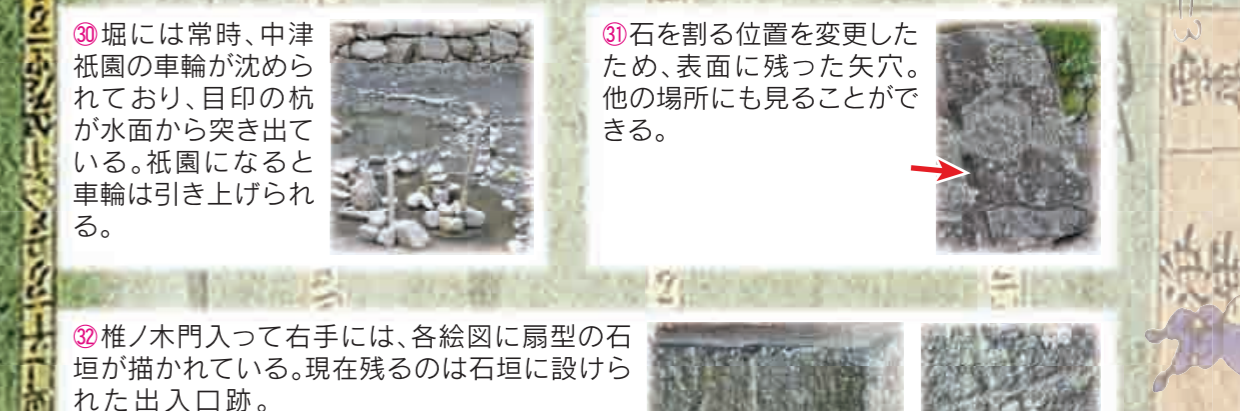 ㉚堀には常時、中津
祇園の車輪が沈めら
れており、目印の杭
が水面から突き出て
いる。祇園になると
車輪は引き上げられ
る。
㉛石を割る位置を変更した
ため、表面に残った矢穴。
他の場所にも見ることがで
きる。
㉜椎ノ木門入って右手には、各絵図に扇型の石
垣が描かれている。現在残るのは石垣に設けら
れた出入口跡。